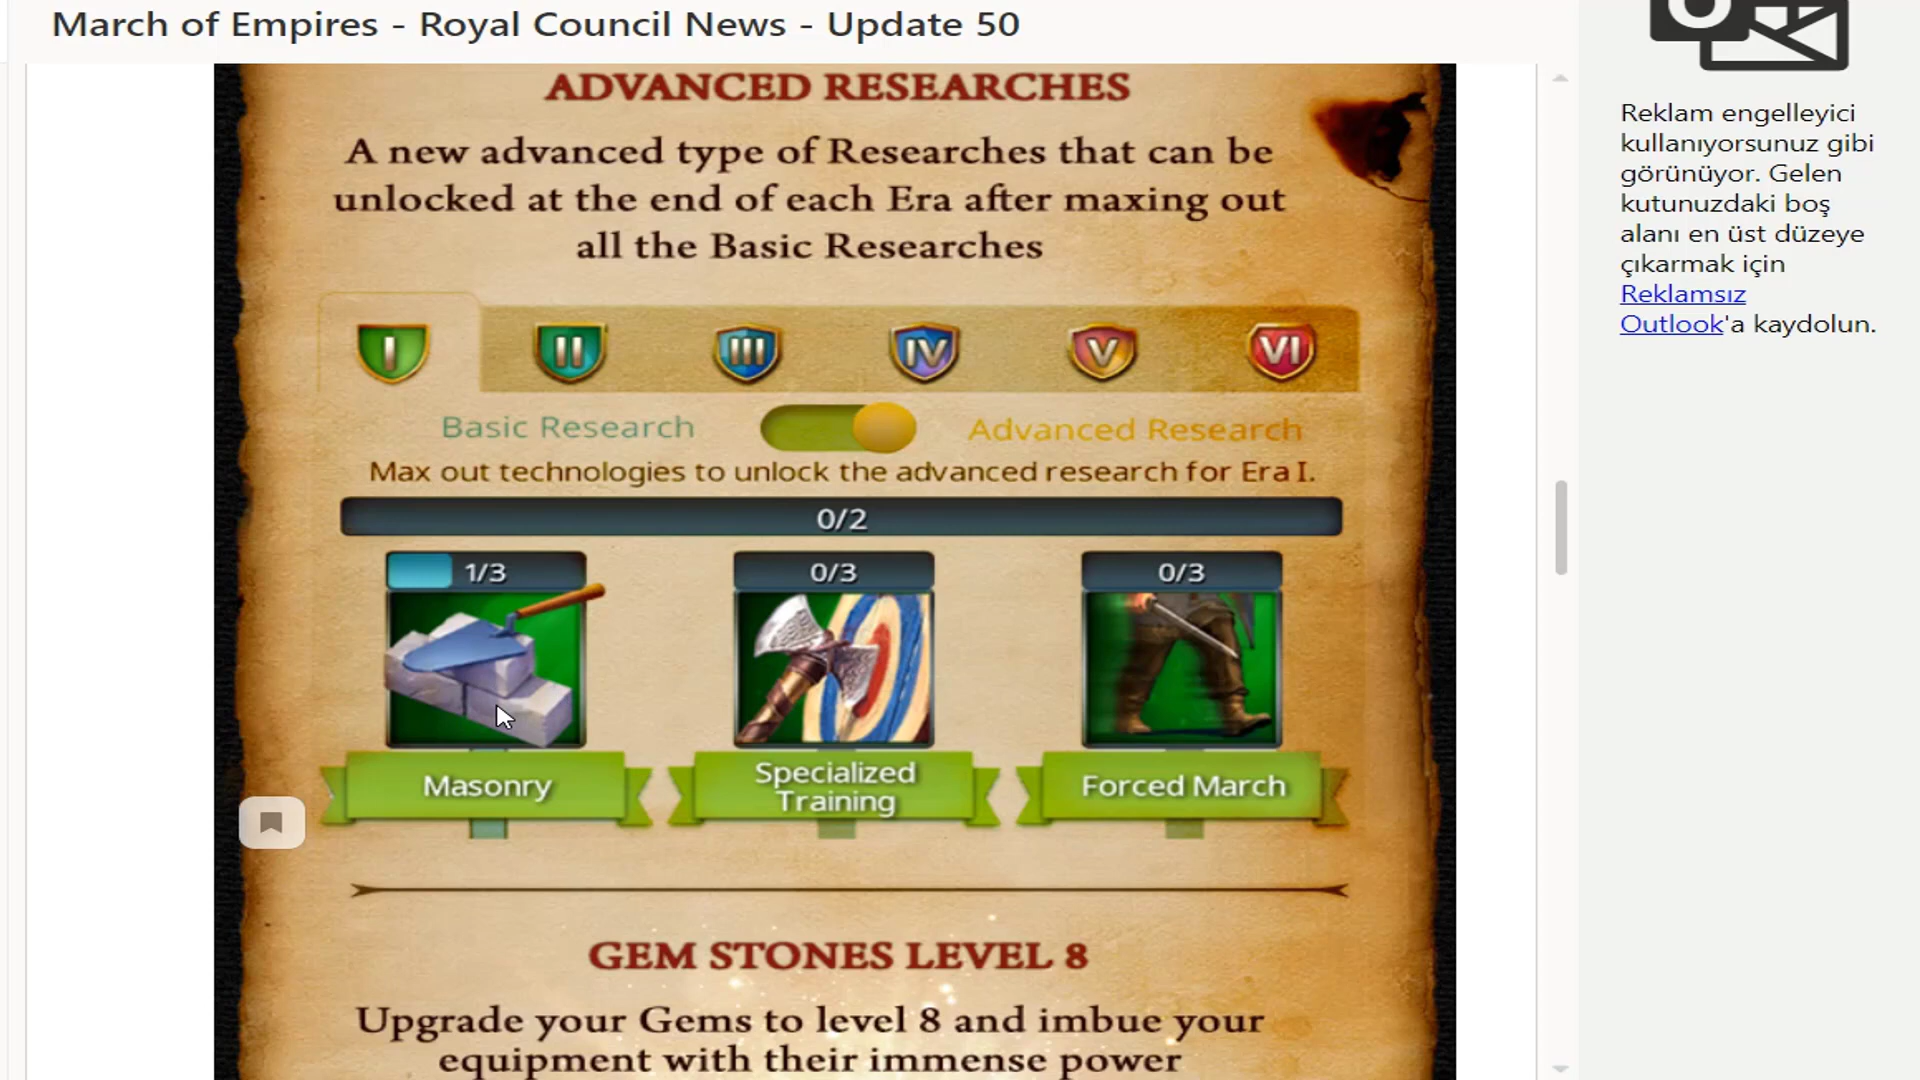 March of Empires - Royal Council News - Update 50
ADVANCED RESEARCHES
A new advanced type of Researches that can be
unlocked at the end of each Era after maxing out
all the Basic Researches
I II III IV V VI
Basic Research Advanced Research
Max out technologies to unlock the advanced research for Era I.
0/2
1/3 0/3 0/3
Masonry
Specialized
Training
Forced March
GEM STONES LEVEL 8
Upgrade your Gems to level 8 and imbue your
equipment with their immense power
Reklam engelleyici
kullanıyorsunuz gibi
görünüyor. Gelen
kutunuzdaki boş
alanı en üst düzeye
çıkarmak için
Reklamsız
Outlook'a kaydolun.